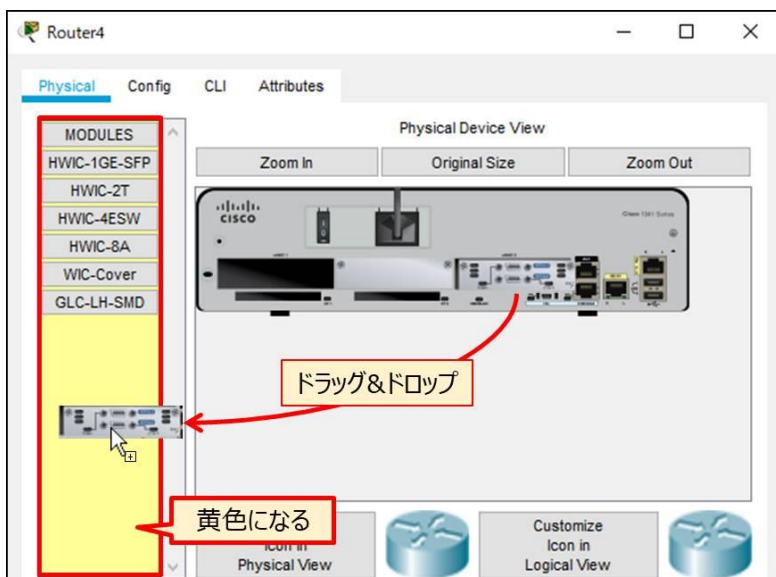 Router4
Physical Config CLI Attributes
MODULES
HWIC-1GE-SFP
HWIC-2T
HWIC-4ESW
HWIC-8A
WIC-Cover
GLC-LH-SMD
Physical Device View
Zoom In Original Size Zoom Out
CISCO
ドラッグ&ドロップ
黄色になる
Icon in
Physical View
Customize
Icon in
Logical View